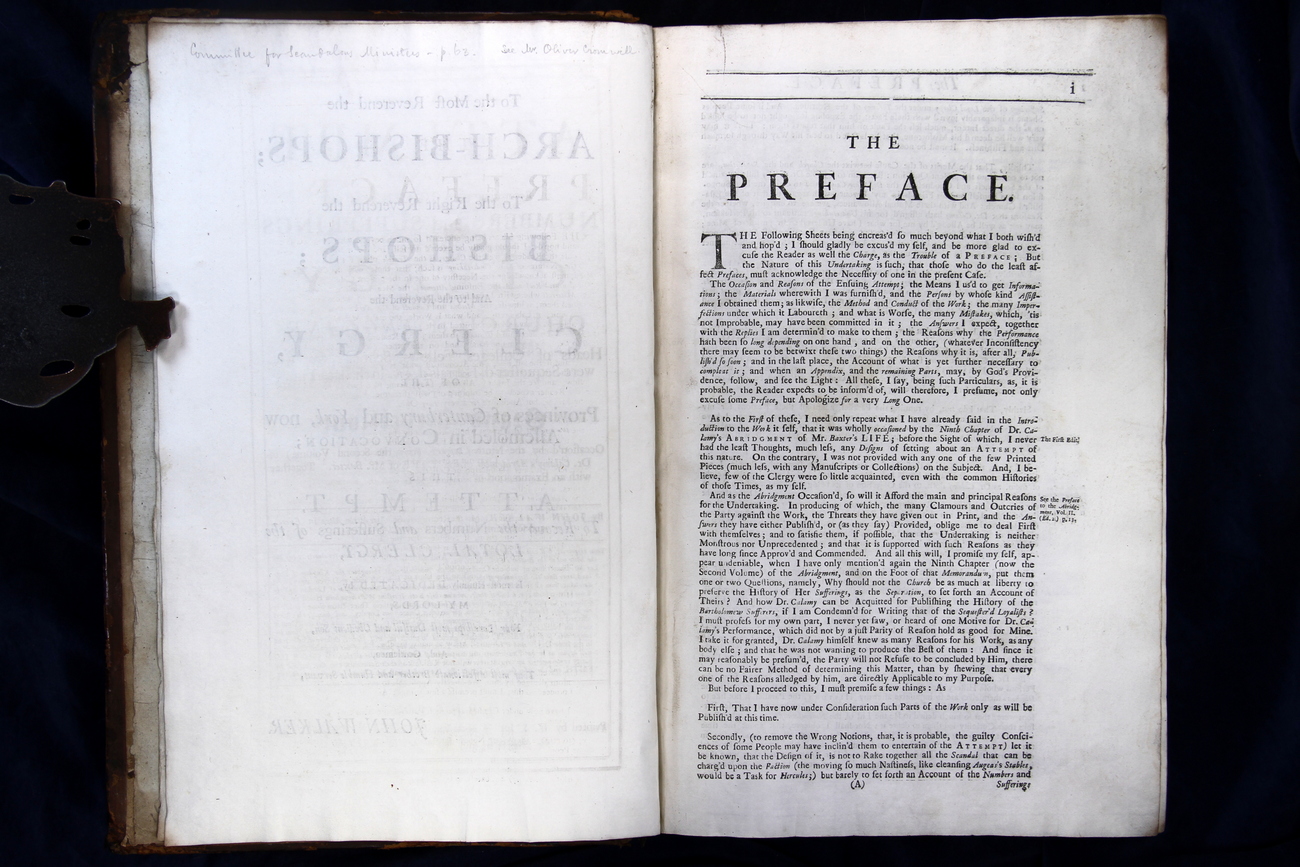 Committee for Scandalous Ministers - p. 63. See Mr. Oliver Cromwell
To the Moſt Reverend the
ARCH-BISHOPS;
To the Right Reverend the
BISHOPS;
And to the Reverend the
CLERGY,
Provinces of Canterbury and York, now
Aſſembled in CONVOCATION;
ATTEMPT
LOYAL CLERGY,
JOHN WALKER
i
THE
PREFACE.
THE Following Sheets being encreas'd ſo much beyond what I both wiſh'd
and hop'd ; I ſhould gladly be excus'd my ſelf, and be more glad to ex-
cuſe the Reader as well the Charge, as the Trouble of a PREFACE ; But
the Nature of this Undertaking is ſuch, that thoſe who do the leaſt af-
fect Prefaces, muſt acknowledge the Neceſſity of one in the preſent Caſe.
The Occaſion and Reaſons of the Enſuing Attempt; the Means I us'd to get Informa-
tions ; the Materials wherewith I was furniſh'd, and the Perſons by whoſe kind Aſſiſt-
ance I obtained them; as likwiſe, the Method and Conduct of the Work ; the many Imper-
fections under which it Laboureth ; and what is Worſe, the many Miſtakes, which, 'tis
not Improbable, may have been committed in it ; the Anſwers I expect, together
with the Replies I am determin'd to make to them ; the Reaſons why the Performance
hath been ſo long depending on one hand , and on the other, (whatever Inconſiſtency
there may ſeem to be betwixt theſe two things) the Reaſons why it is, after all, Pub-
liſh'd ſo ſoon ; and in the laſt place, the Account of what is yet further neceſſary to
compleat it ; and when an Appendix, and the remaining Parts, may, by God's Provi-
dence, follow, and ſee the Light : All theſe, I ſay, being ſuch Particulars, as, it is
probable, the Reader expects to be inform'd of, will therefore, I preſume, not only
excuſe ſome Preface, but Apologize for a very Long One.
As to the Firſt of theſe, I need only repeat what I have already ſaid in the Intro-
duction to the Work it ſelf, that it was wholly occaſioned by the Ninth Chapter of Dr. Ca-
lamy's ABRIDGMENT of Mr. Baxter's LIFE ; before the Sight of which, I never
The Firſt Edit.
had the leaſt Thoughts, much leſs, any Deſigns of ſetting about an ATTEMPT of
this nature. On the contrary, I was not provided with any one of the few Printed
Pieces (much leſs, with any Manuſcripts or Collections) on the Subject. And, I be-
lieve, few of the Clergy were ſo little acquainted, even with the common Hiſtories
of thoſe Times, as my ſelf.
And as the Abridgment Occaſion'd, ſo will it Afford the main and principal Reaſons
for the Undertaking. In producing of which, the many Clamours and Outcries of
the Party againſt the Work, the Threats they have given out in Print, and the An-
ſwers they have either Publiſh'd, or (as they ſay) Provided, oblige me to deal Firſt
See the Preface
to the Abridg-
ment, Vol. II.
(Ed. 2.)
with themſelves ; and to ſatisfie them, if poſſible, that the Undertaking is neither
Monſtrous nor Unprecedented ; and that it is ſupported with ſuch Reaſons as they
have long ſince Approv'd and Commended. And all this will, I promiſe my ſelf, ap-
pear undeniable, when I have only mention'd again the Ninth Chapter (now the
Second Volume) of the Abridgment, and on the Foot of that Memorandum, put them
one or two Queſtions, namely, Why ſhould not the Church be as much at liberty to
preſerve the Hiſtory of Her Sufferings, as the Separation, to ſet forth an Account of
Theirs ? And how Dr. Calamy can be Acquitted for Publiſhing the Hiſtory of the
Bartholomew Sufferers, if I am Condemn'd for Writing that of the Sequeſter'd Loyaliſts ?
I muſt profeſs for my own part, I never yet ſaw, or heard of one Motive for Dr. Ca-
lamy's Performance, which did not by a juſt Parity of Reaſon hold as good for Mine.
I take it for granted, Dr. Calamy himſelf knew as many Reaſons for his Work, as any
body elſe ; and that he was not wanting to produce the Beſt of them : And ſince it
may reaſonably be preſum'd, the Party will not Refuſe to be concluded by Him, there
can be no Fairer Method of determining this Matter, than by ſhewing that every
one of the Reaſons alledged by him, are directly Applicable to my Purpoſe.
But before I proceed to this, I muſt premiſe a few things : As
Firſt, That I have now under Conſideration ſuch Parts of the Work only as will be
Publiſh'd at this time.
Secondly, (to remove the Wrong Notions, that, it is probable, the guilty Conſci-
ences of ſome People may have inclin'd them to entertain of the ATTEMPT) let it
be known, that the Deſign of it, is not to Rake together all the Scandal that can be
charg'd upon the Faction (the moving ſo much Naſtineſs, like cleanſing Augear's Stables,
would be a Task for Hercules;) but barely to ſet forth an Account of the Numbers and
(A)
Sufferings